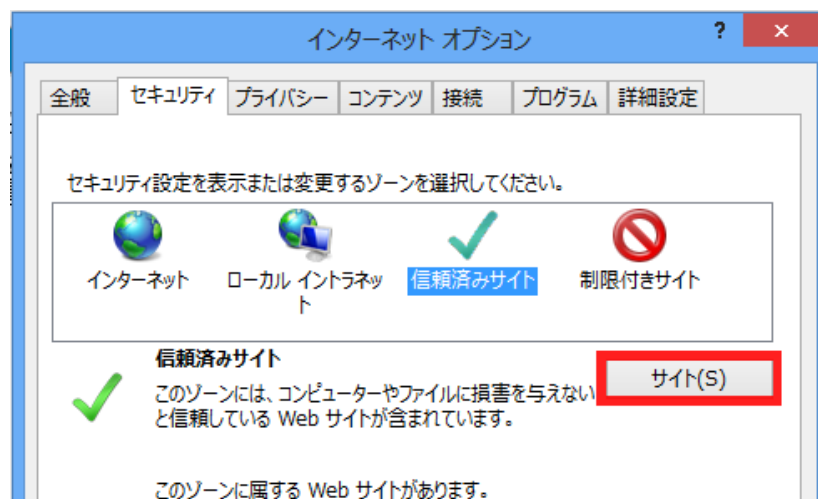 インターネット オプション
?
×
全般 セキュリティ プライバシー コンテンツ 接続 プログラム 詳細設定
セキュリティ設定を表示または変更するゾーンを選択してください。
インターネット ローカル イントラネッ 信頼済みサイト 制限付きサイト
ト
信頼済みサイト
サイト(S)
このゾーンには、コンピューターやファイルに損害を与えない
と信頼している Web サイトが含まれています。
このゾーンに属する Web サイトがあります。